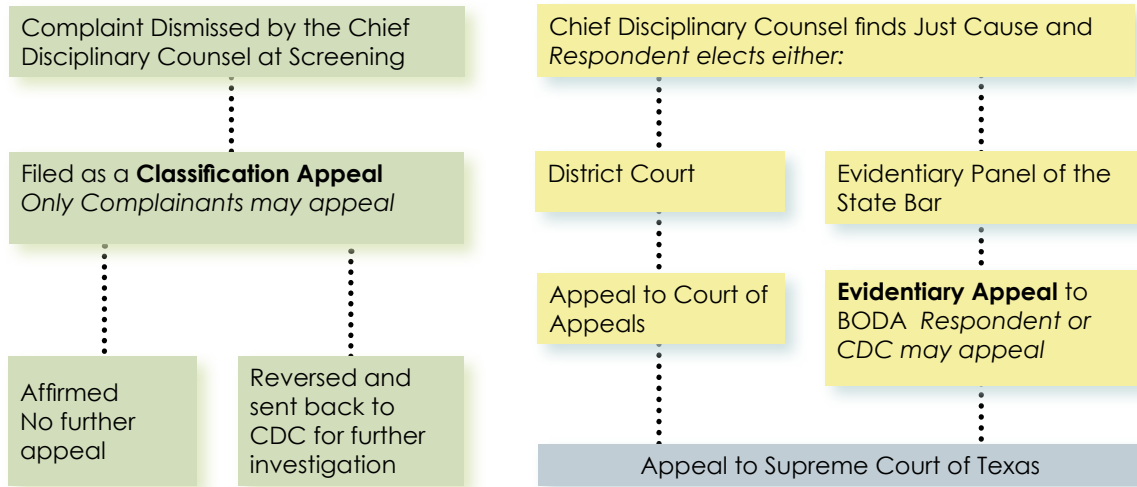 Complaint Dismissed by the Chief
Disciplinary Counsel at Screening
Filed as a Classification Appeal
Only Complainants may appeal
Affirmed
No further
appeal
Reversed and
sent back to
CDC for further
investigation
Chief Disciplinary Counsel finds Just Cause and
Respondent elects either:
District Court
Appeal to Court of
Appeals
Evidentiary Panel of the
State Bar
Evidentiary Appeal to
BODA Respondent or
CDC may appeal
Appeal to Supreme Court of Texas